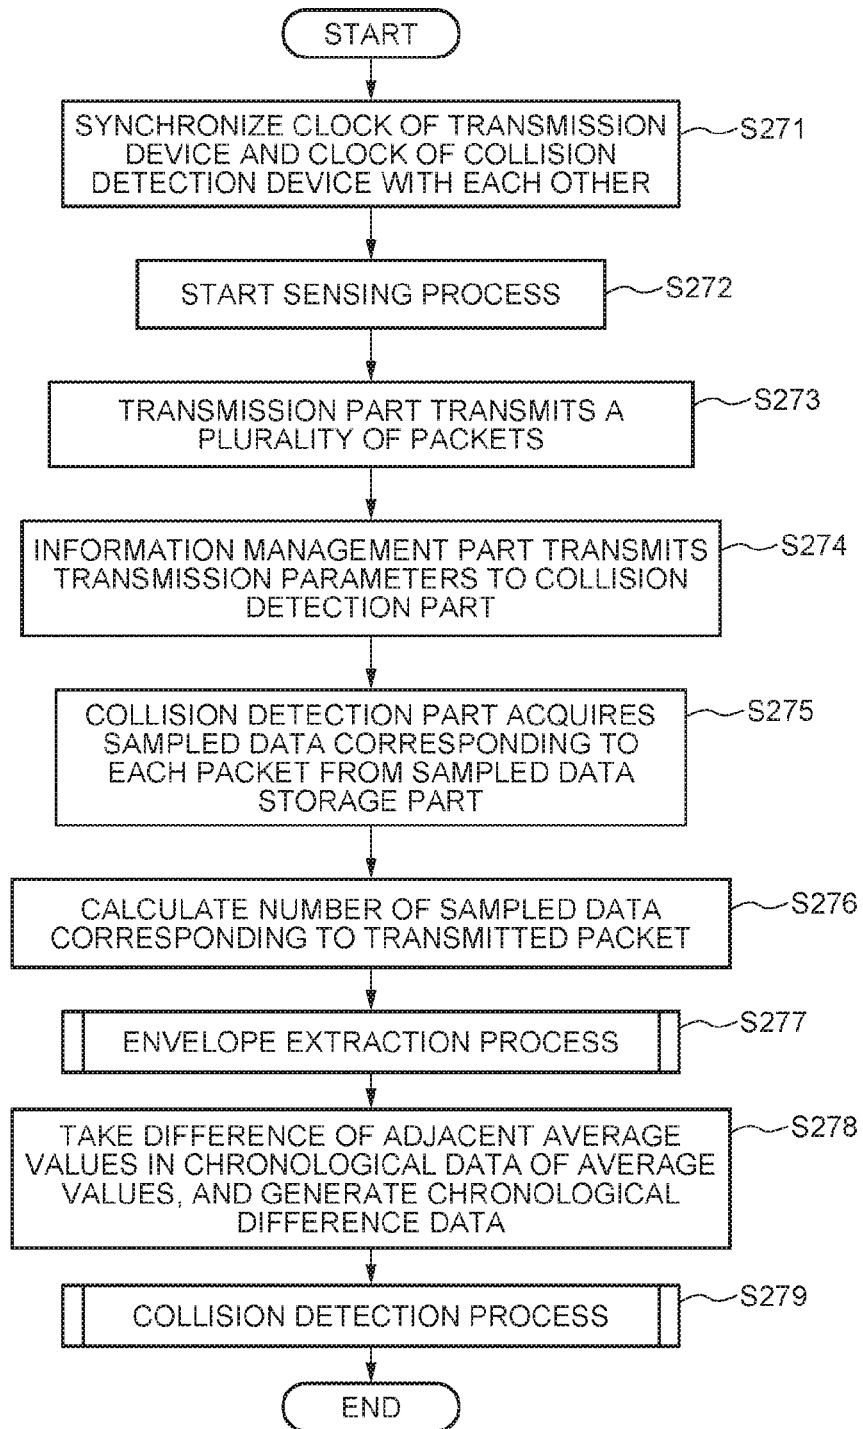 START
SYNCHRONIZE CLOCK OF TRANSMISSION
DEVICE AND CLOCK OF COLLISION
DETECTION DEVICE WITH EACH OTHER
S271
START SENSING PROCESS
S272
TRANSMISSION PART TRANSMITS A
PLURALITY OF PACKETS
S273
INFORMATION MANAGEMENT PART TRANSMITS
TRANSMISSION PARAMETERS TO COLLISION
DETECTION PART
S274
COLLISION DETECTION PART ACQUIRES
SAMPLED DATA CORRESPONDING TO
EACH PACKET FROM SAMPLED DATA
STORAGE PART
S275
CALCULATE NUMBER OF SAMPLED DATA
CORRESPONDING TO TRANSMITTED PACKET
S276
ENVELOPE EXTRACTION PROCESS
S277
TAKE DIFFERENCE OF ADJACENT AVERAGE
VALUES IN CHRONOLOGICAL DATA OF AVERAGE
VALUES, AND GENERATE CHRONOLOGICAL
DIFFERENCE DATA
S278
COLLISION DETECTION PROCESS
S279
END